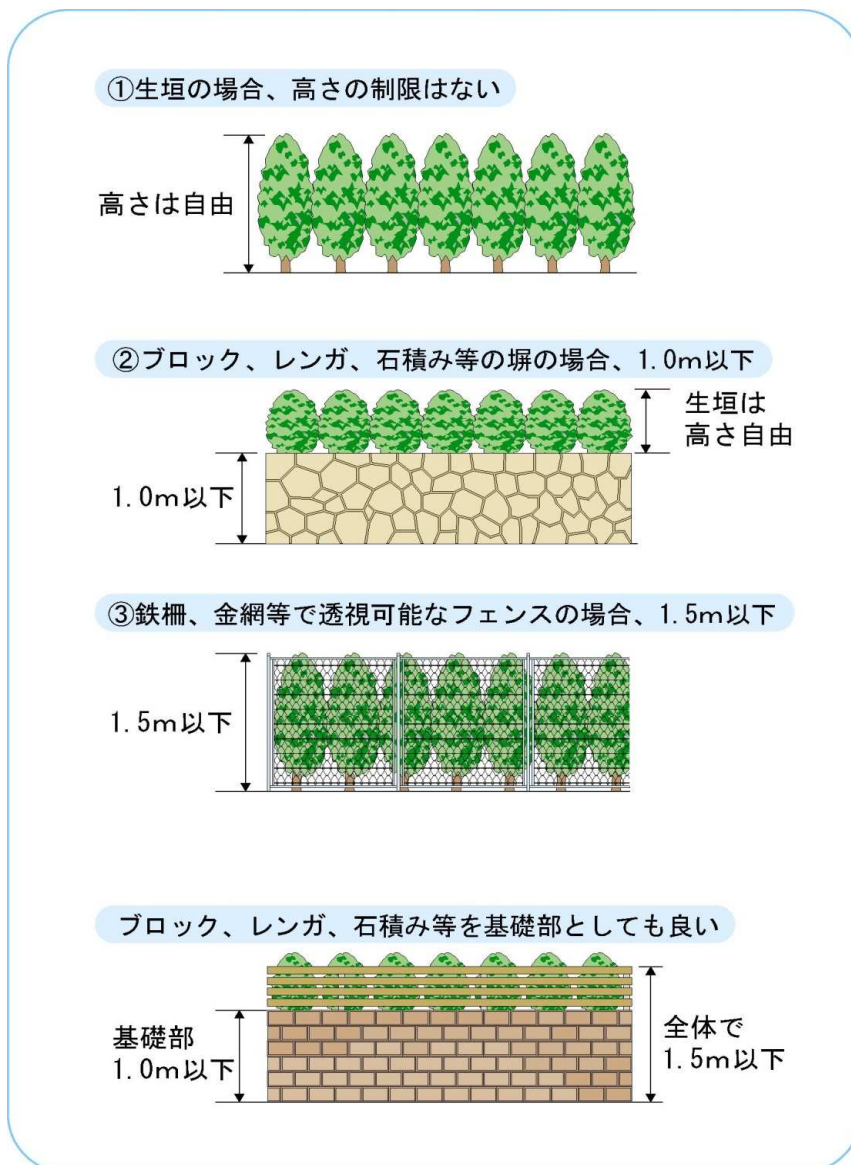 ①生垣の場合、高さの制限はない
高さは自由
②ブロック、レンガ、石積み等の塀の場合、1.0m以下
生垣は
高さ自由
1.0m以下
③鉄柵、金網等で透視可能なフェンスの場合、1.5m以下
1.5m以下
ブロック、レンガ、石積み等を基礎部としても良い
基礎部
1.0m以下
全体で
1.5m以下